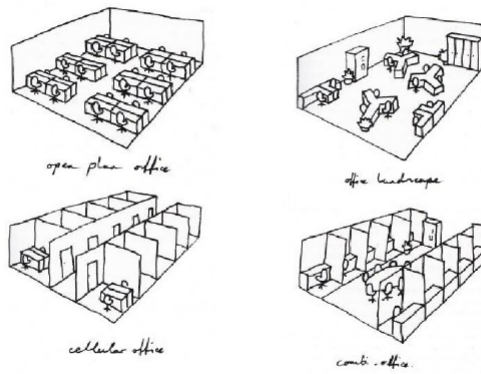 open plan office
office landscape
cellular office
combi-office.